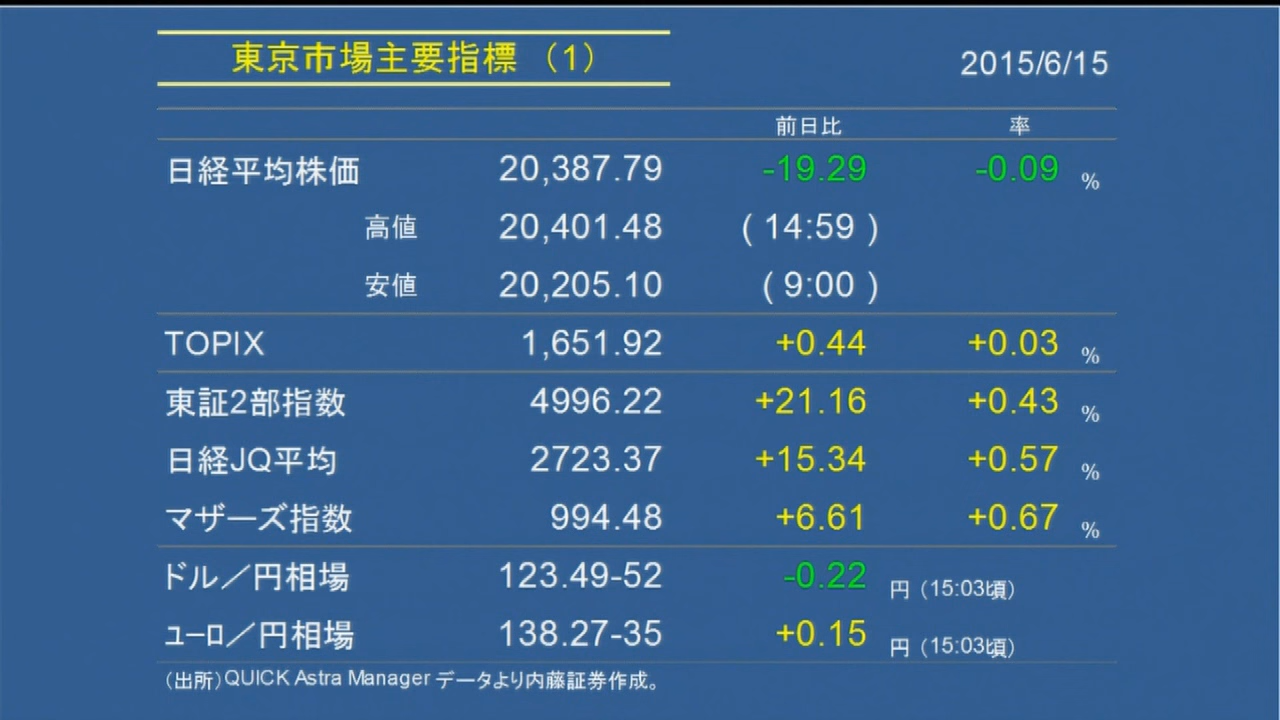 東京市場主要指標 （1）
2015/6/15
前日比 率
日経平均株価 20,387.79 -19.29 -0.09 %
高値 20,401.48 ( 14:59 )
安値 20,205.10 ( 9:00 )
TOPIX 1,651.92 +0.44 +0.03 %
東証2部指数 4996.22 +21.16 +0.43 %
日経JQ平均 2723.37 +15.34 +0.57 %
マザーズ指数 994.48 +6.61 +0.67 %
ドル／円相場 123.49-52 -0.22 円（15:03頃）
ﾕｰﾛ／円相場 138.27-35 +0.15 円（15:03頃）
（出所）QUICK Astra Manager データより内藤証券作成。